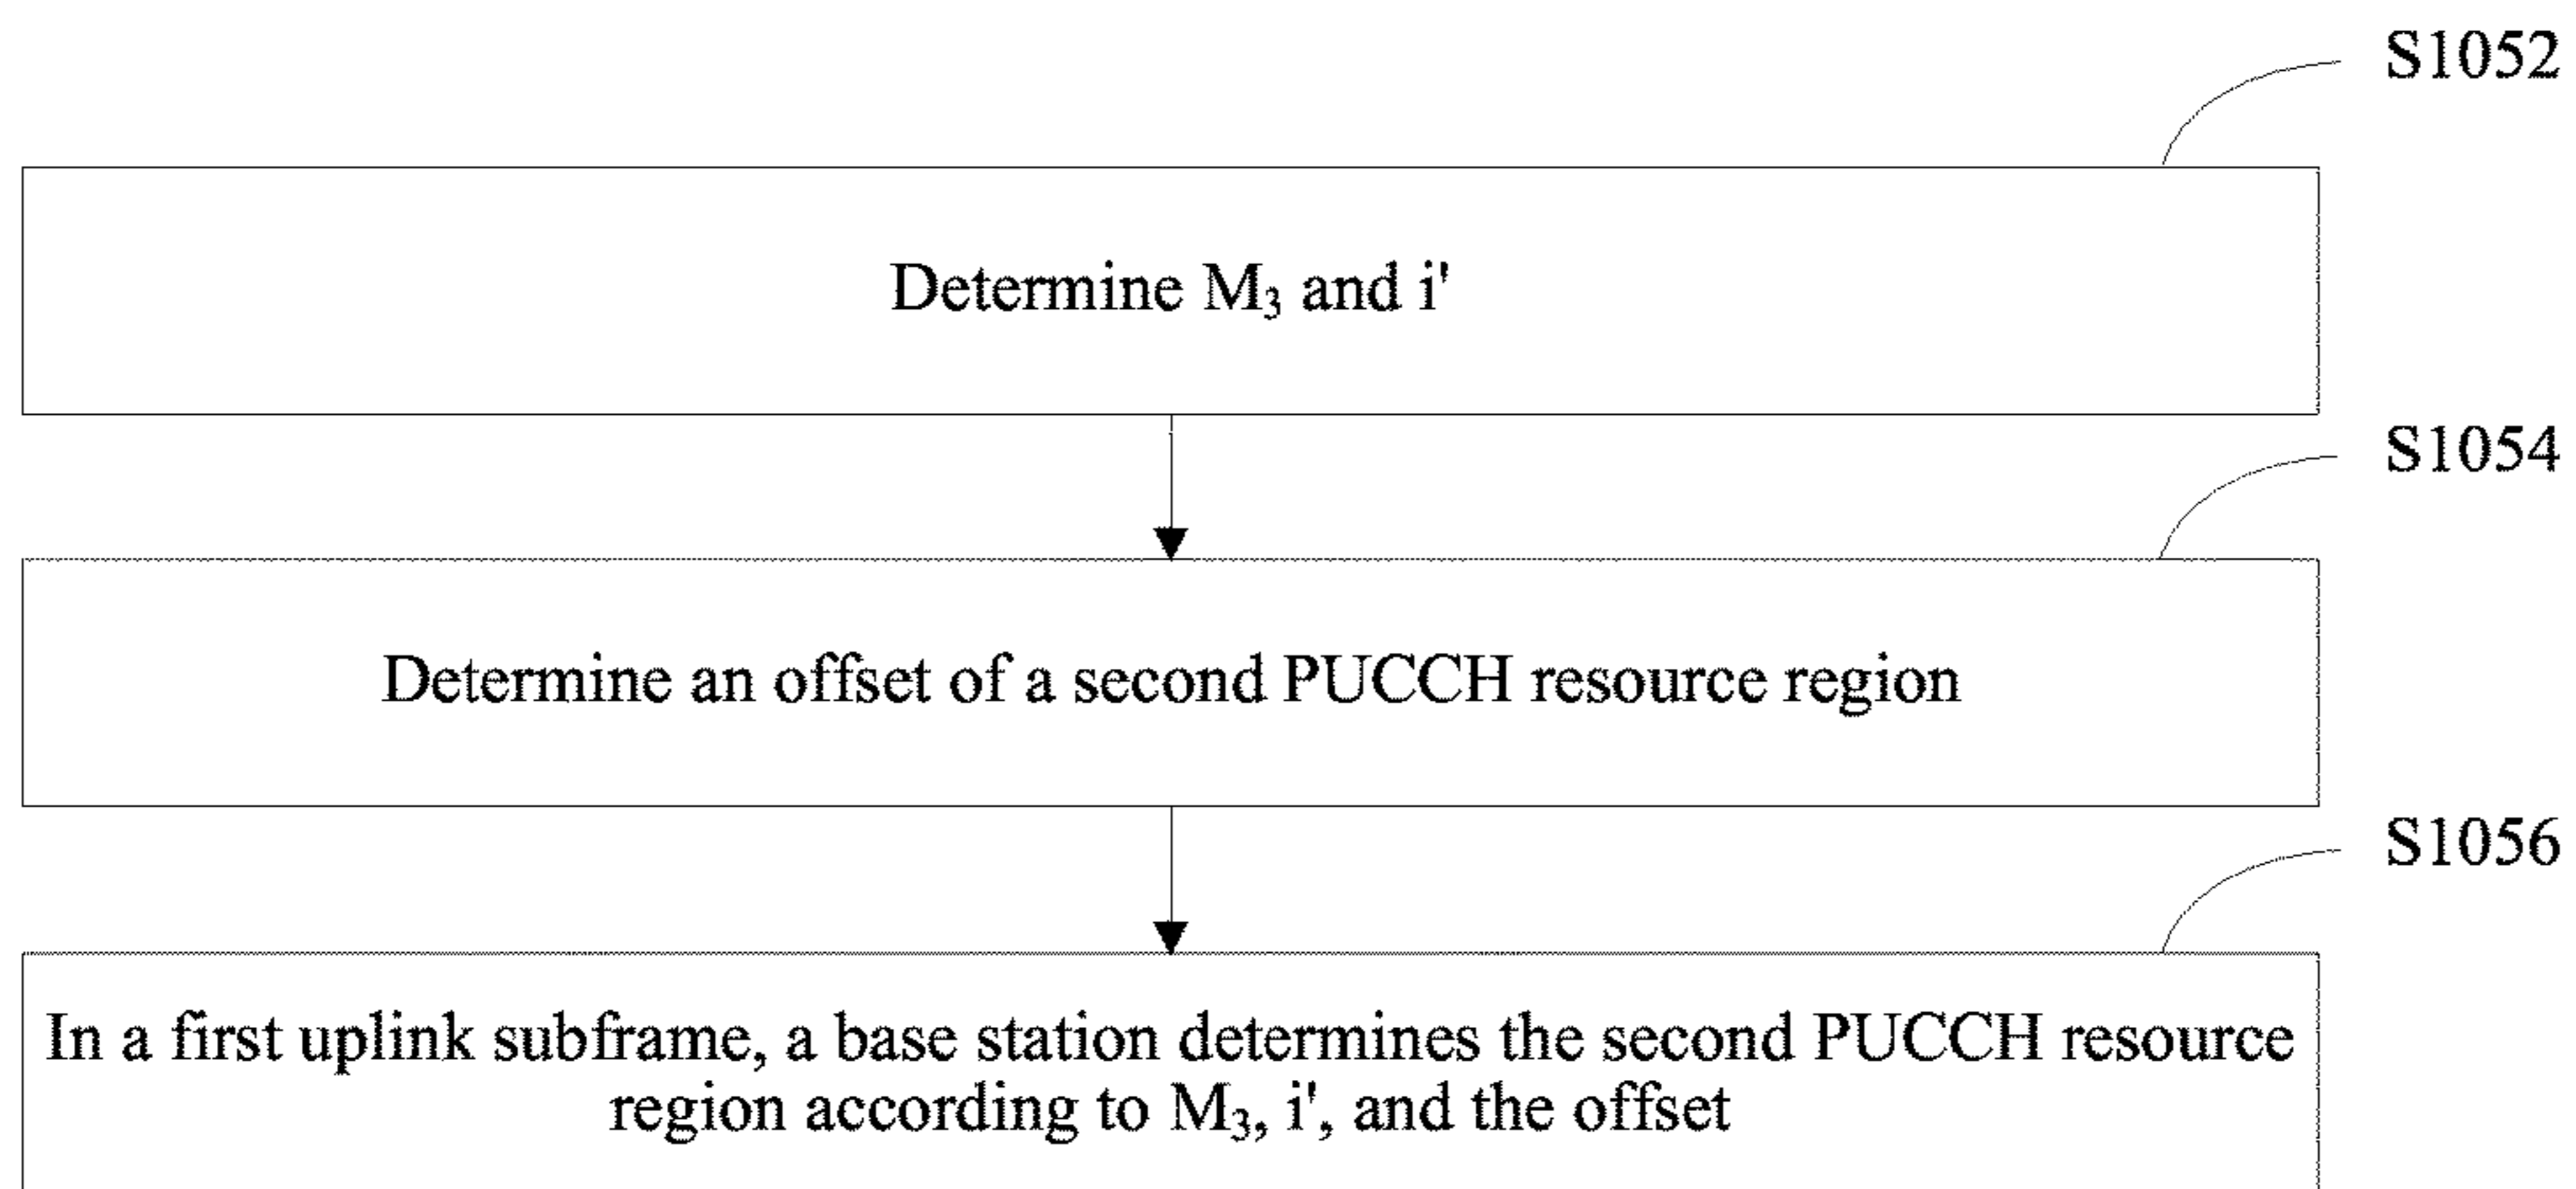 S1052
Determine M₃ and i'
S1054
Determine an offset of a second PUCCH resource region
S1056
In a first uplink subframe, a base station determines the second PUCCH resource
region according to M₃, i', and the offset